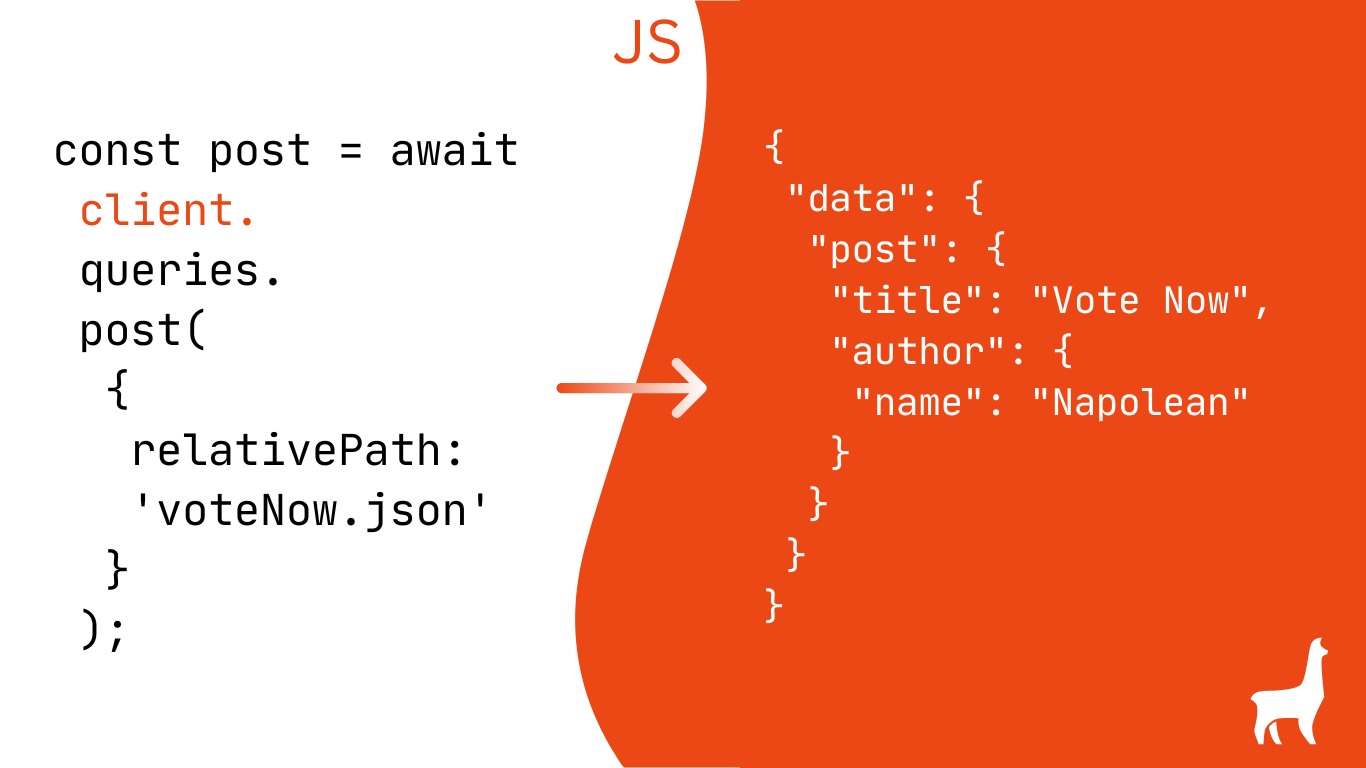 JS
const post = await
client.
queries.
post(
{
relativePath:
'voteNow.json'
}
);
{
"data": {
"post": {
"title": "Vote Now",
"author": {
"name": "Napolean"
}
}
}
}